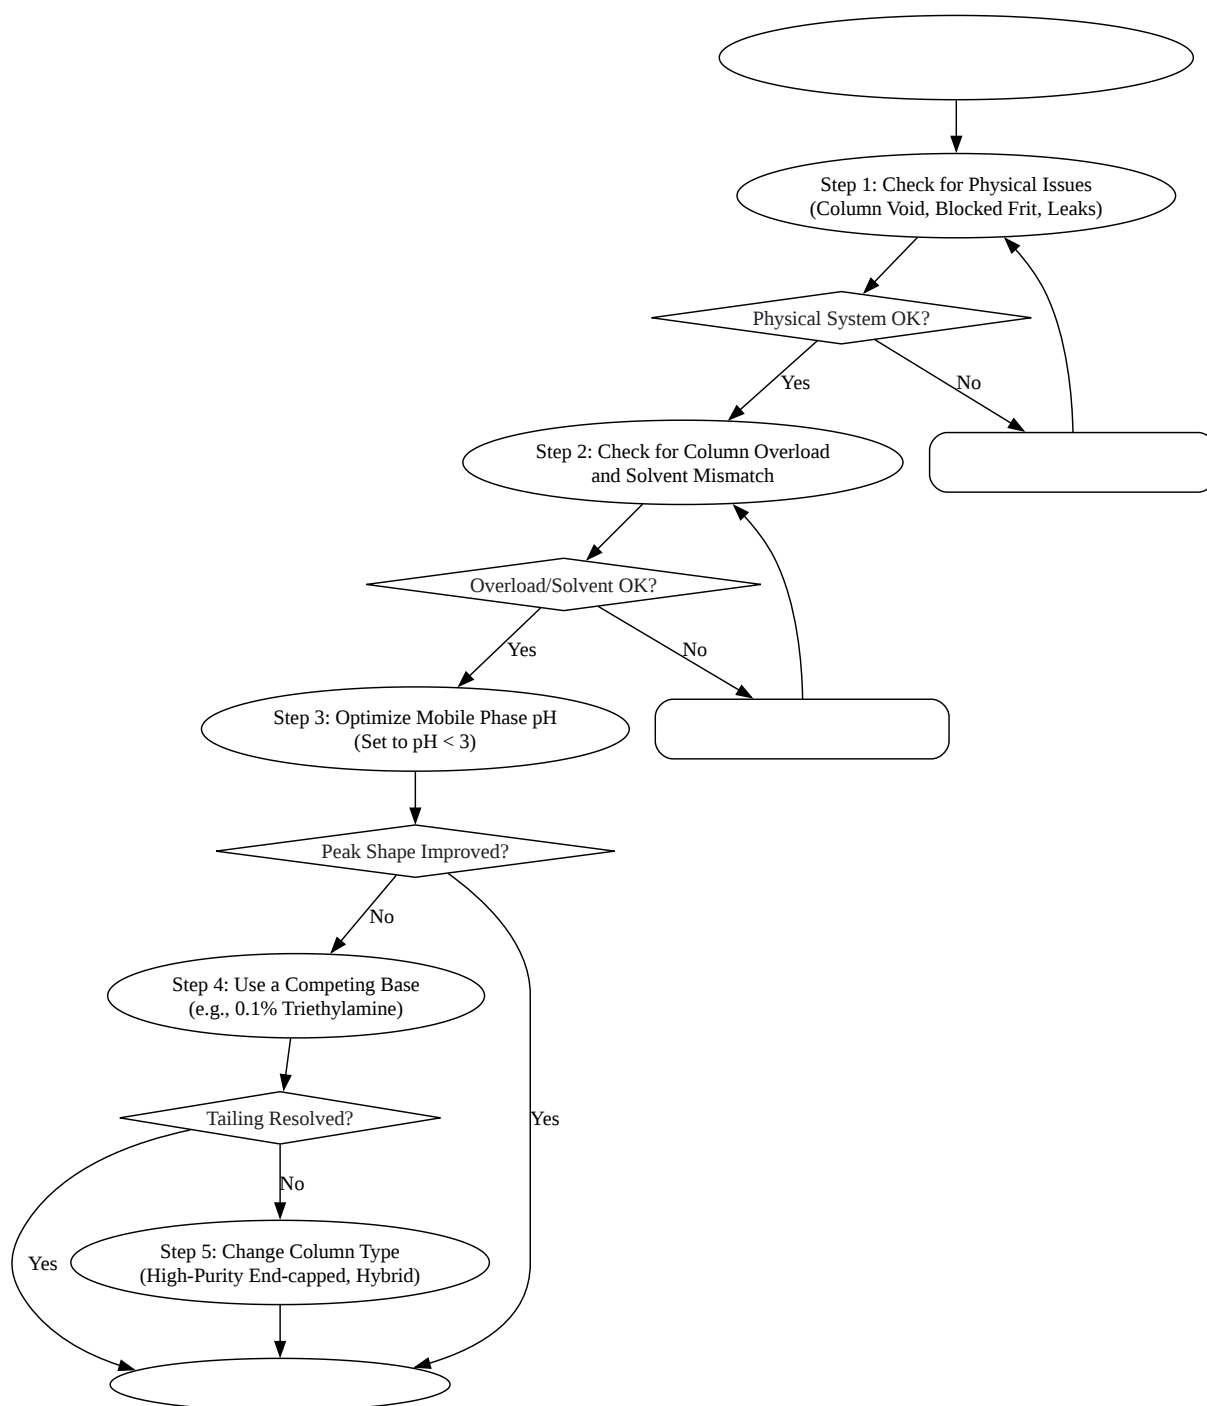 Step 1: Check for Physical Issues
(Column Void, Blocked Frit, Leaks)
Physical System OK?
Yes
No
Step 2: Check for Column Overload
and Solvent Mismatch
Overload/Solvent OK?
Yes
No
Step 3: Optimize Mobile Phase pH
(Set to pH < 3)
Peak Shape Improved?
No
Step 4: Use a Competing Base
(e.g., 0.1% Triethylamine)
Tailing Resolved?
Yes
No
Yes
Step 5: Change Column Type
(High-Purity End-capped, Hybrid)